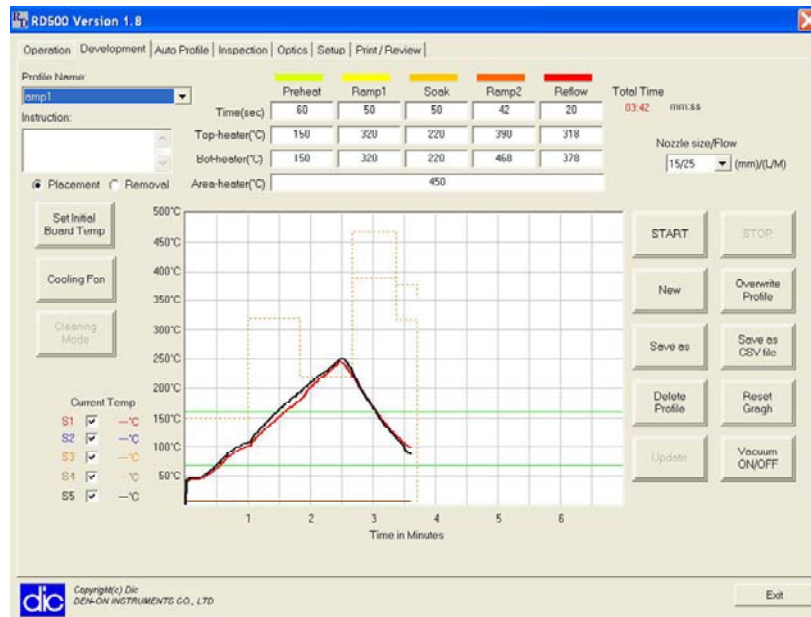 RD500 Version 1.8
Operation Development Auto Profile Inspection Optics Setup Print / Review
Profile Name:
amp1
Instruction:
Placement Removal
Preheat Ramp1 Soak Ramp2 Reflow Total Time
Time(sec) 60 50 50 42 20 03:42 mm:ss
Top-heater(°C) 150 320 220 390 318
Bot-heater(°C) 150 320 220 468 378
Area-heater(°C) 450
Nozzle size/Flow
15/25 (mm)/(L/M)
Set Initial
Board Temp
Cooling Fan
Cleaning
Mode
Current Temp
S1 ---°C
S2 ---°C
S3 ---°C
S4 ---°C
S5 ---°C
500°C
450°C
400°C
350°C
300°C
250°C
200°C
150°C
100°C
50°C
1 2 3 4 5 6
Time in Minutes
START STOP
New Overwrite
Profile
Save as Save as
CSV file
Delete
Profile Reset
Gragh
Update Vacuum
ON/OFF
dic
Copyright(c) Dic
DEN-ON INSTRUMENTS CO., LTD
Exit